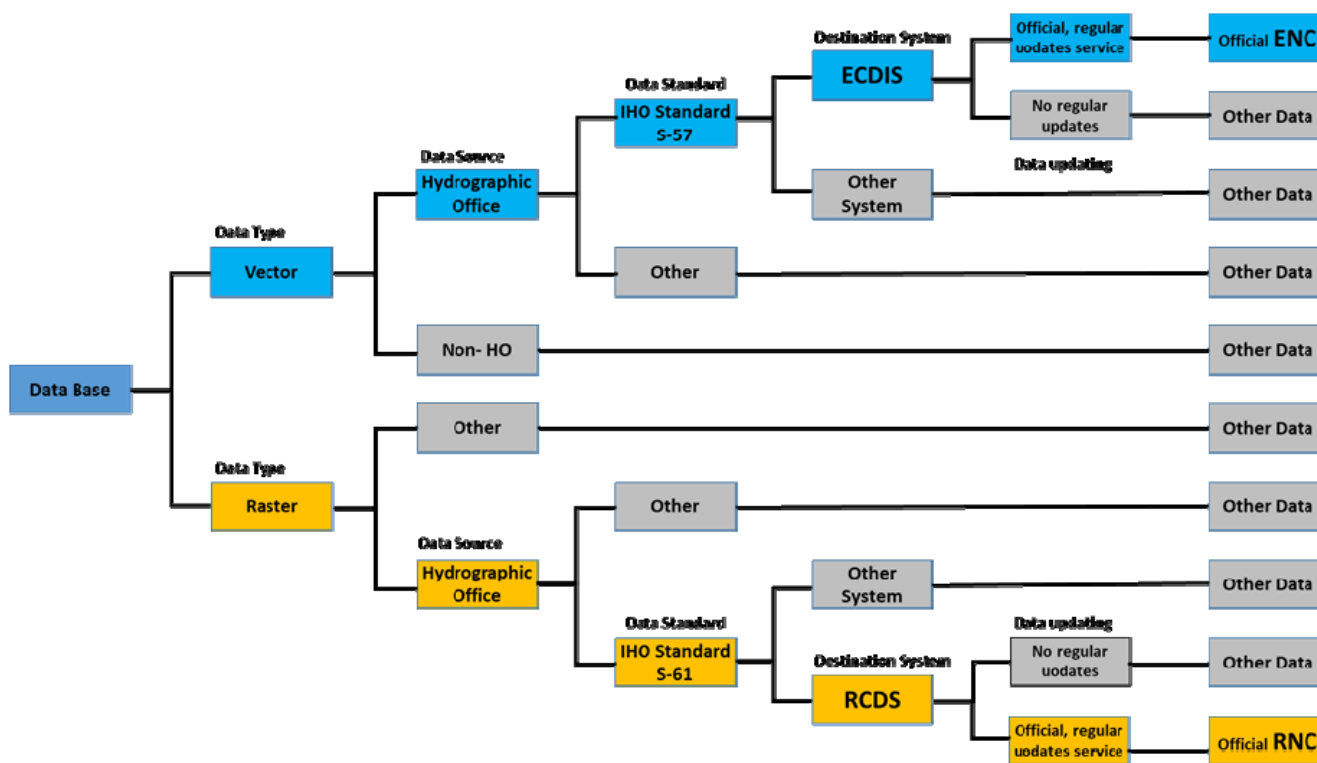 Destination System
Official, regular
uodates service
Official ENC
ECDIS
Data Standard
IHO Standard
S-57
No regular
updates
Other Data
Data Source
Data updating
Hydrographic
Office
Other
System
Other Data
Data Type
Vector
Other
Other Data
Non- HO
Other Data
Data Base
Other
Other Data
Data Type
Raster
Other
Other Data
Data Source
Hydrographic
Office
Other
System
Other Data
Data Standard
Data updating
IHO Standard
S-61
No regular
uodates
Other Data
Destination System
RCDS
Official, regular
uodates service
Official RNC